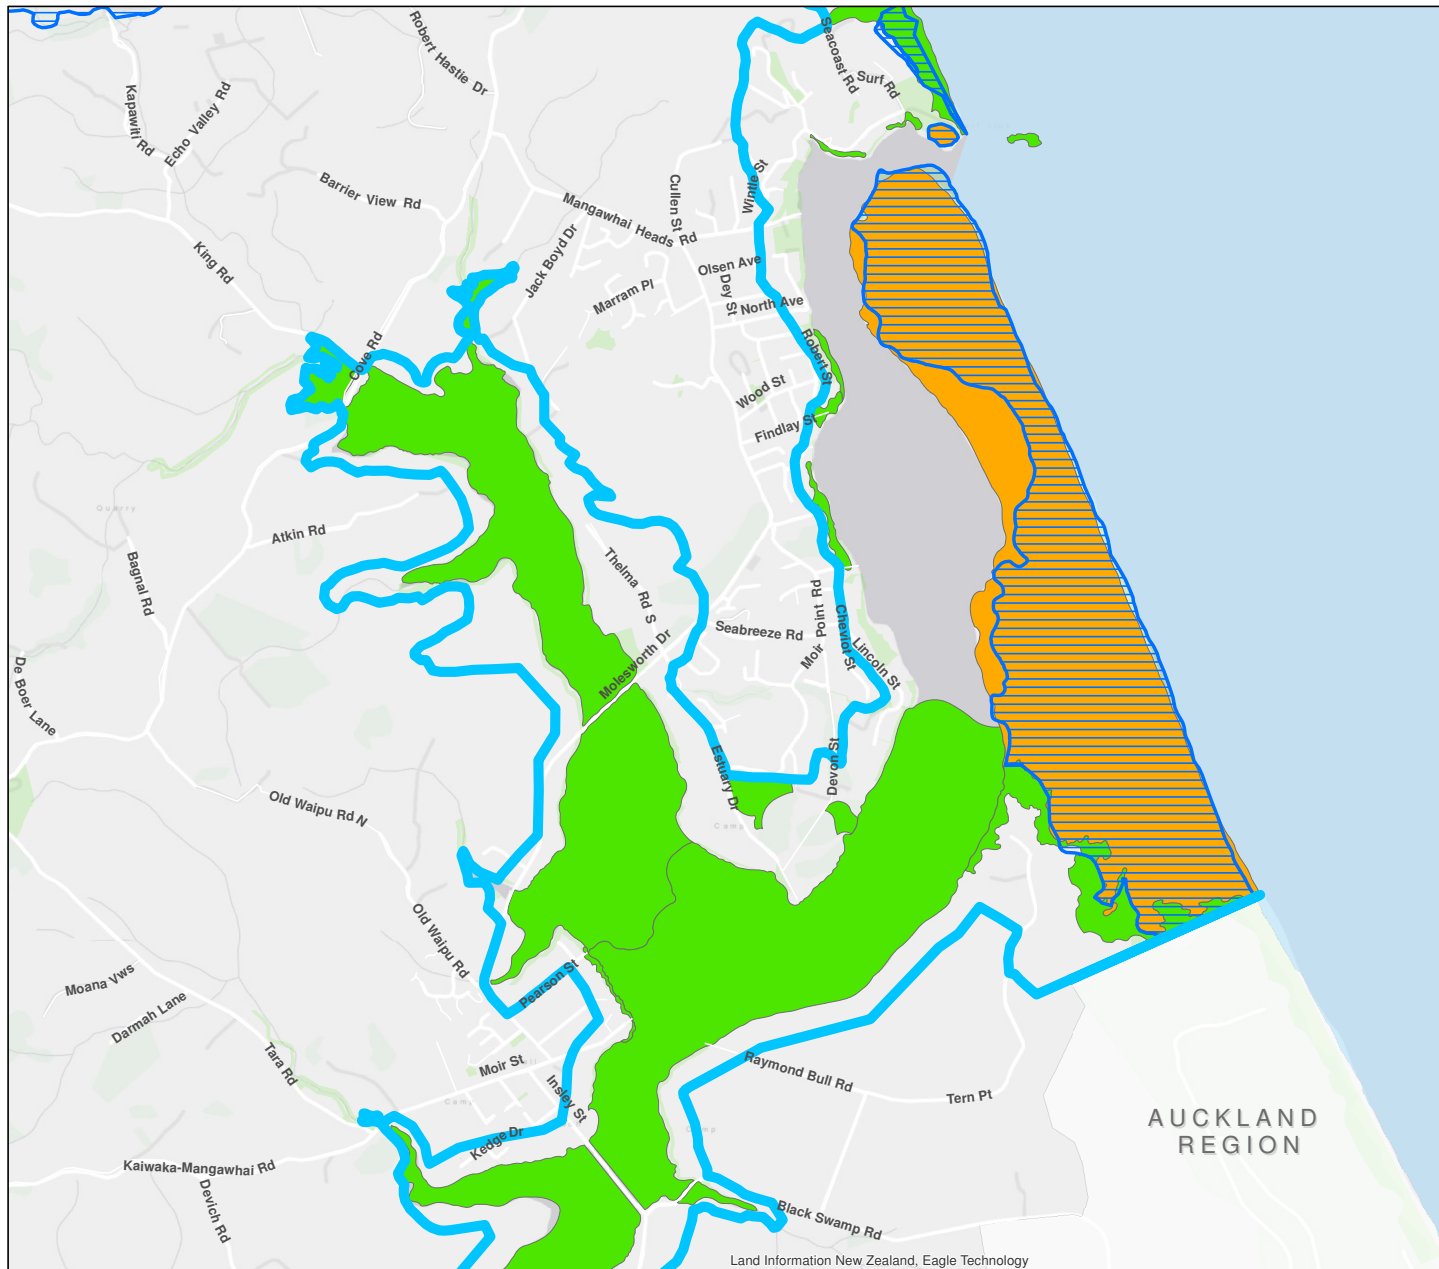 Robert Hastie Dr
Seacoast Rd
Surf Rd
Kapawiti Rd
Echo Valley Rd
Barrier View Rd
Cullen St
Wintle St
Mangawhai Heads Rd
Jack Boyd Dr
King Rd
Olsen Ave
Dey St
North Ave
Marram Pl
Cove Rd
Robert St
Wood St
Findlay St
Quarry
Atkin Rd
Bagnal Rd
Thelma Rd S
Moir Point Rd
Cheviot St
Seabreeze Rd
Lincoln St
Molesworth Dr
De Boer Lane
Estuary Dr
Devon St
Old Waipu Rd N
Camp
Old Waipu Rd
Moana Vws
Pearson St
Darmah Lane
Tara Rd
Moir St
Insley St
Raymond Bull Rd
Tern Pt
Camp
Camp
Kedge Dr
AUCKLAND
REGION
Kaiwaka-Mangawhai Rd
Devich Rd
Black Swamp Rd
Land Information New Zealand, Eagle Technology